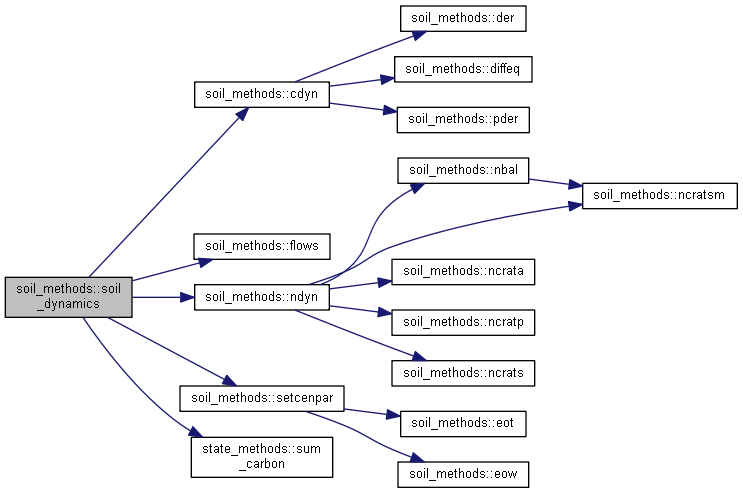 soil_methods::soil
_dynamics
soil_methods::cdyn
soil_methods::der
soil_methods::diffeq
soil_methods::pder
soil_methods::flows
soil_methods::ndyn
soil_methods::nbal
soil_methods::ncratsm
soil_methods::ncrata
soil_methods::ncratp
soil_methods::ncrats
soil_methods::setcenpar
soil_methods::eot
soil_methods::eow
state_methods::sum
_carbon